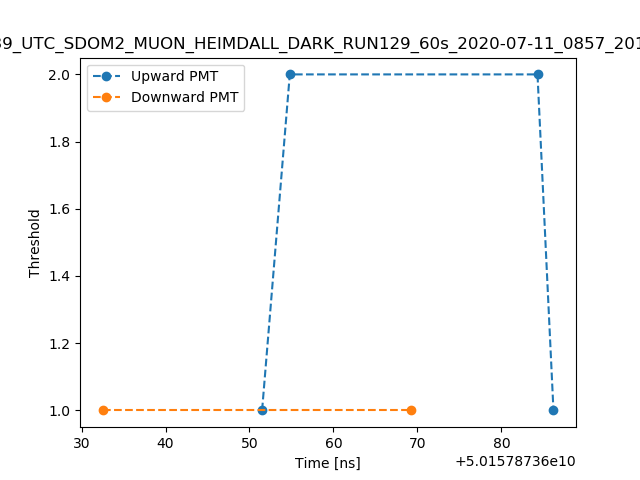 39_UTC_SDOM2_MUON_HEIMDALL_DARK_RUN129_60s_2020-07-11_0857_201
Upward PMT
Downward PMT
2.0
1.8
1.6
1.4
1.2
1.0
Threshold
30 40 50 60 70 80
Time [ns]
+5.01578736e10